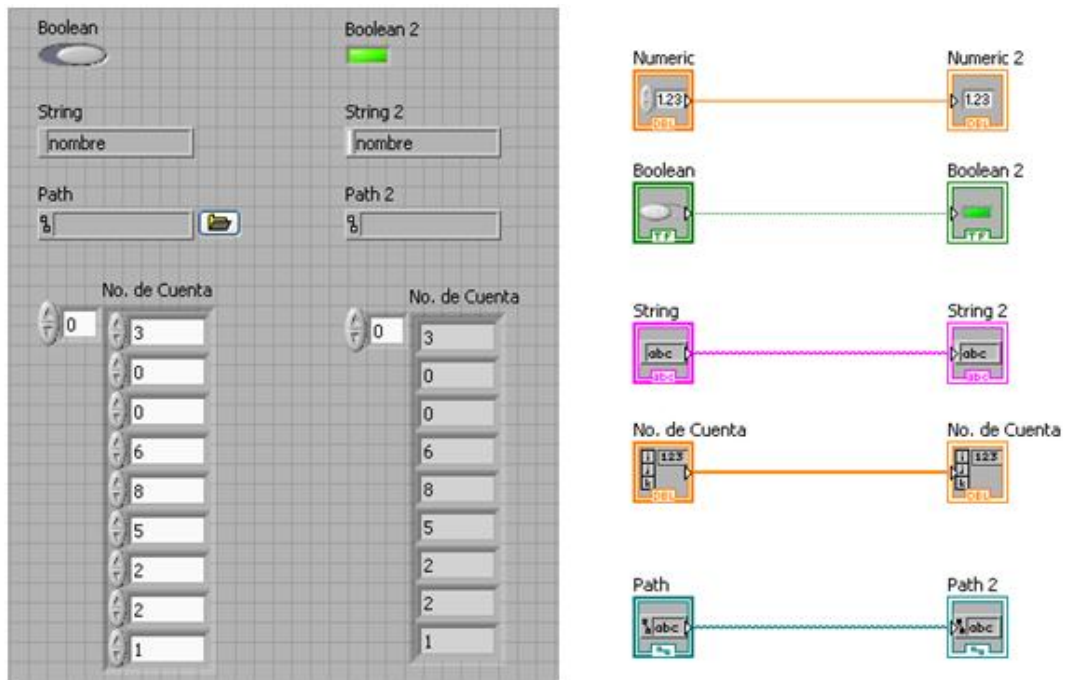 Boolean
Boolean 2
String
nombre
String 2
nombre
Path
Path 2
No. de Cuenta
0
3
0
0
6
8
5
2
2
1
No. de Cuenta
0
3
0
0
6
8
5
2
2
1
Numeric
1.23
DBL
Numeric 2
1.23
DBL
Boolean
TF
Boolean 2
TF
String
abc
abc
String 2
abc
abc
No. de Cuenta
i
j
k
123
DBL
No. de Cuenta
i
j
k
123
DBL
Path
abc
Path 2
abc